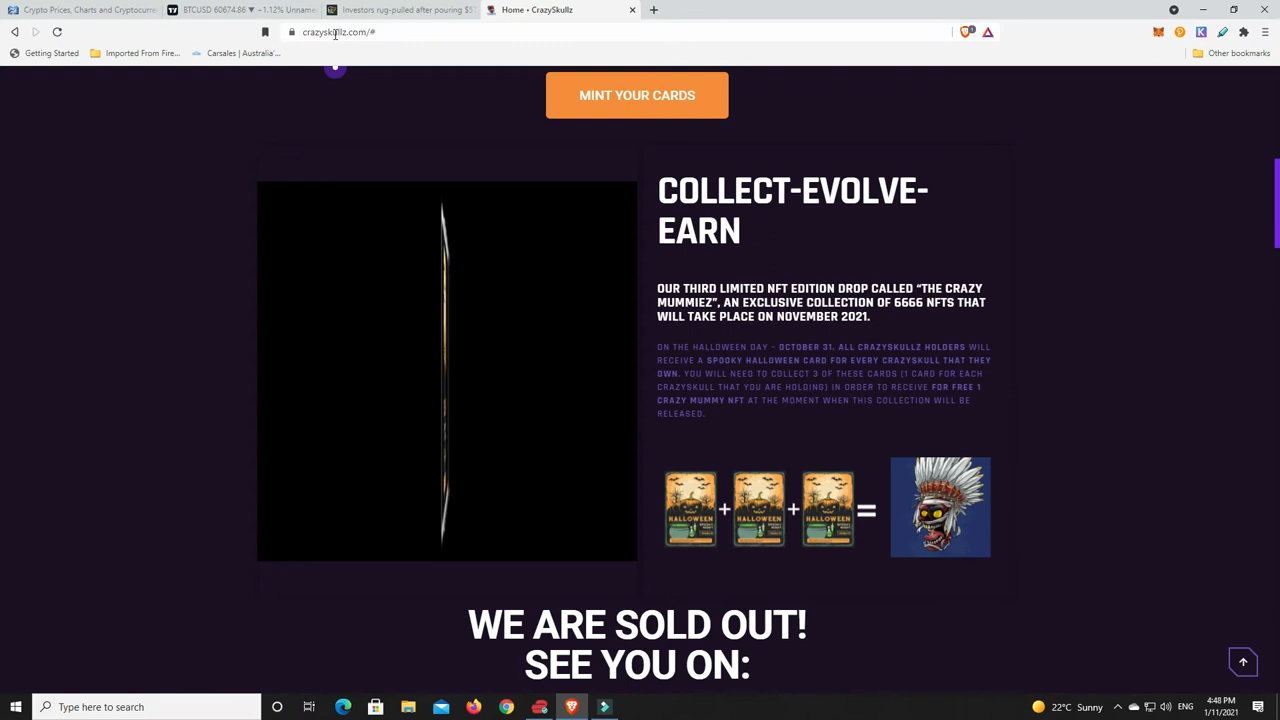 Crypto Prices, Charts and Cryptocurr
BTCUSD 60674.86 ▼ −1.12% Unname
Investors rug-pulled after pouring $57
Home • CrazySkullz
crazyskullz.com/#
Getting Started
Imported From Fire...
Carsales | Australia'...
Other bookmarks
MINT YOUR CARDS
COLLECT-EVOLVE-
EARN
OUR THIRD LIMITED NFT EDITION DROP CALLED “THE CRAZY
MUMMIEZ”, AN EXCLUSIVE COLLECTION OF 6666 NFTS THAT
WILL TAKE PLACE ON NOVEMBER 2021.
ON THE HALLOWEEN DAY – OCTOBER 31. ALL CRAZYSKULLZ HOLDERS WILL
RECEIVE A SPOOKY HALLOWEEN CARD FOR EVERY CRAZYSKULL THAT THEY
OWN. YOU WILL NEED TO COLLECT 3 OF THESE CARDS (1 CARD FOR EACH
CRAZYSKULL THAT YOU ARE HOLDING) IN ORDER TO RECEIVE FOR FREE 1
CRAZY MUMMY NFT AT THE MOMENT WHEN THIS COLLECTION WILL BE
RELEASED.
HALLOWEEN + HALLOWEEN + HALLOWEEN =
WE ARE SOLD OUT!
SEE YOU ON:
Type here to search
22°C Sunny
4:48 PM
1/11/2021